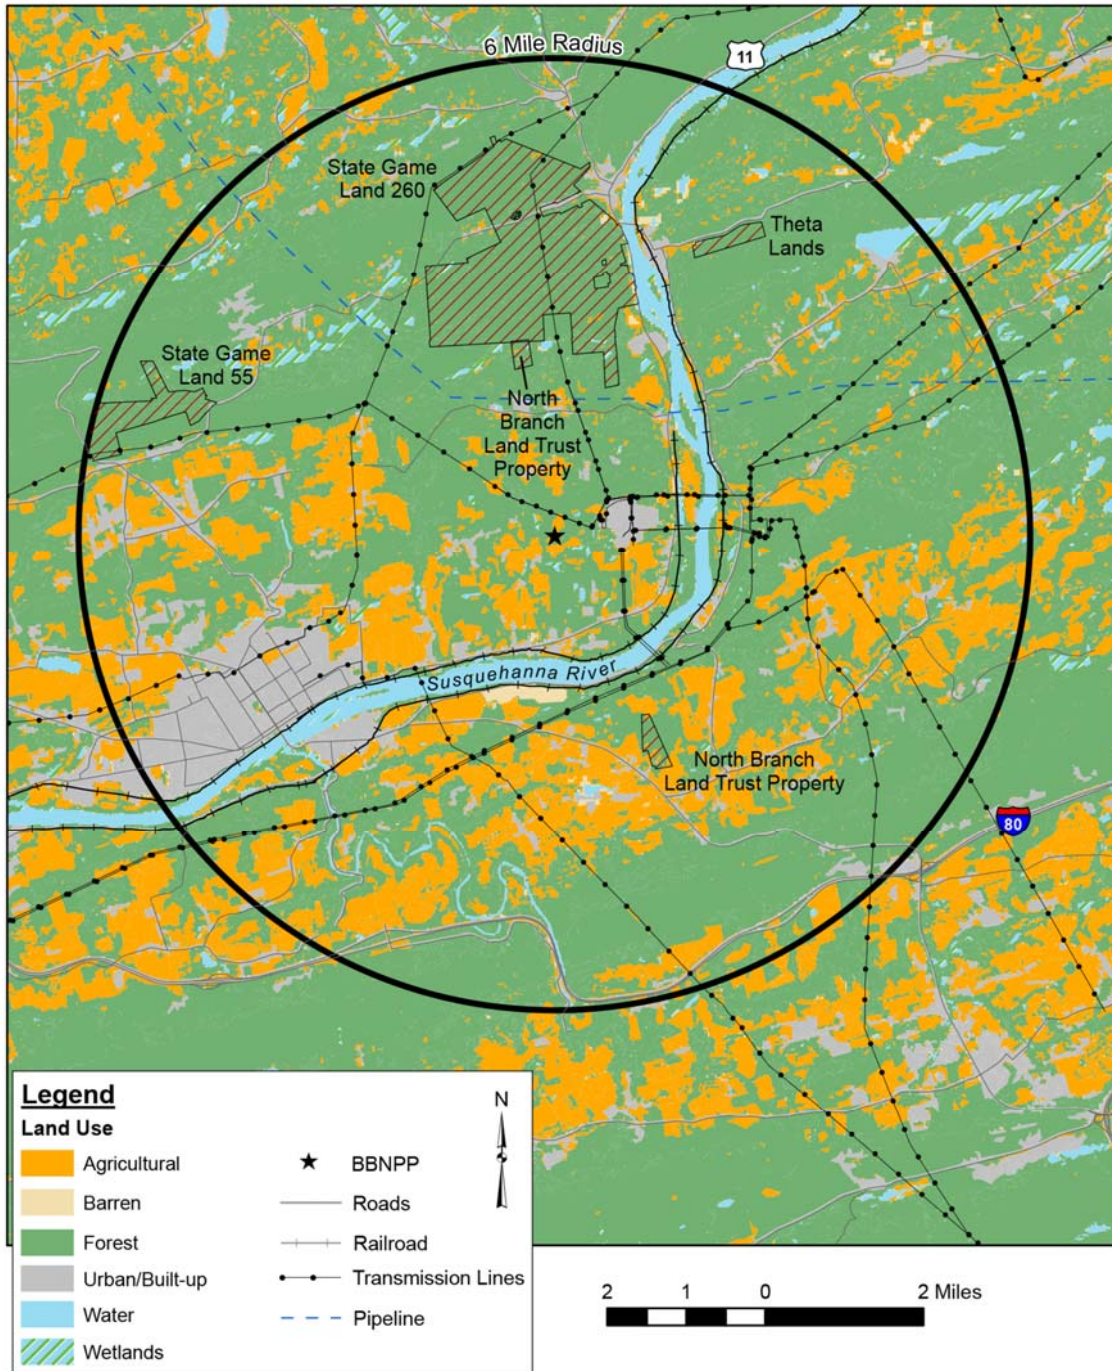 6 Mile Radius
11
State Game
Land 260
Theta
Lands
State Game
Land 55
North
Branch
Land Trust
Property
Susquehanna River
North Branch
Land Trust Property
80
Legend
Land Use
Agricultural
Barren
Forest
Urban/Built-up
Water
Wetlands
BBNPP
Roads
Railroad
Transmission Lines
Pipeline
N
2 1 0 2 Miles